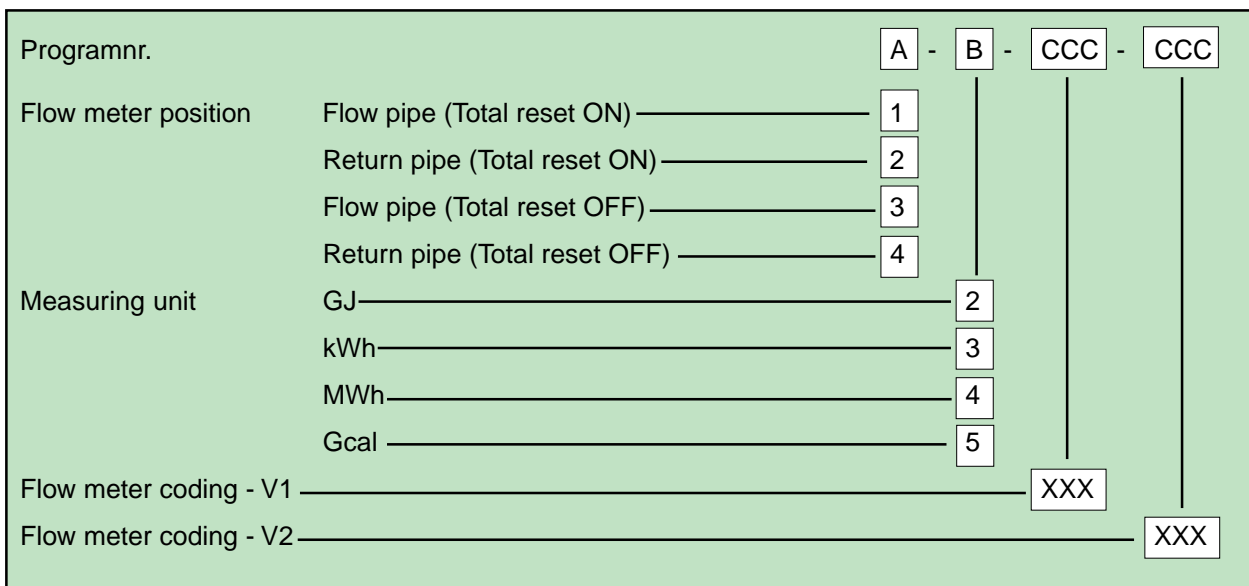 Programnr. A - B - CCC - CCC
Flow meter position Flow pipe (Total reset ON) 1
Return pipe (Total reset ON) 2
Flow pipe (Total reset OFF) 3
Return pipe (Total reset OFF) 4
Measuring unit GJ 2
kWh 3
MWh 4
Gcal 5
Flow meter coding - V1 XXX
Flow meter coding - V2 XXX